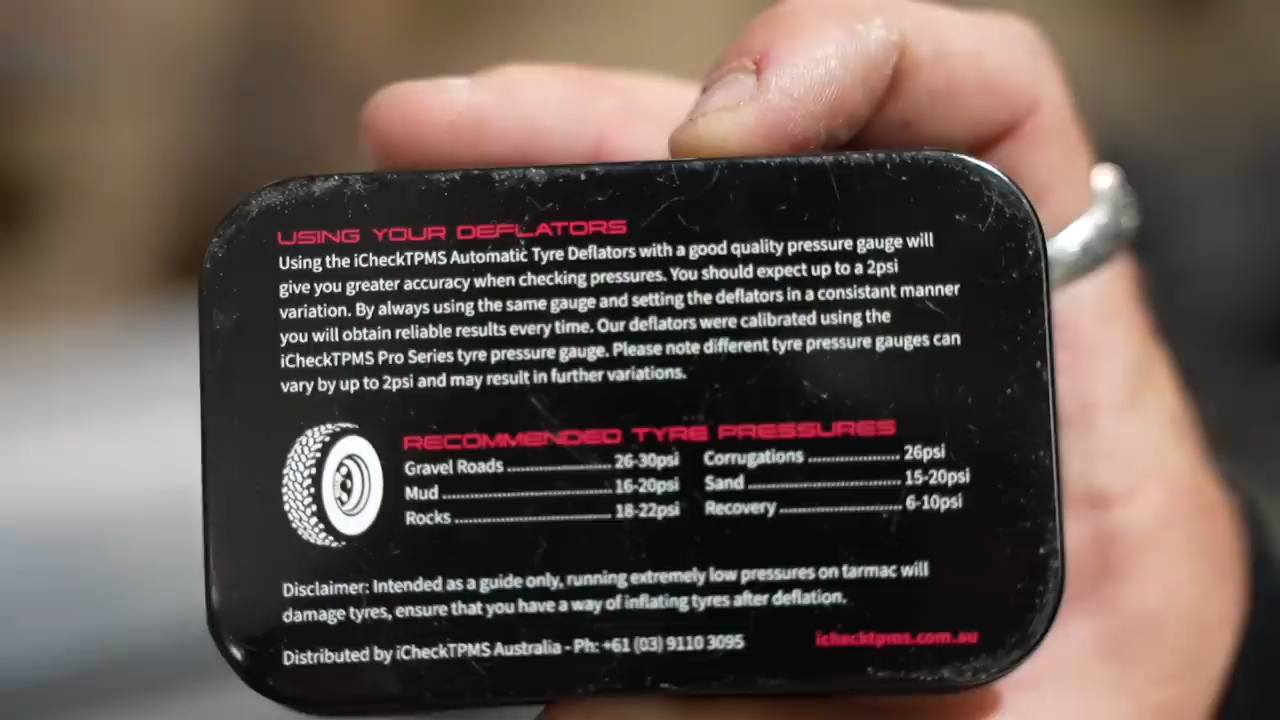 USING YOUR DEFLATORS
Using the iCheckTPMS Automatic Tyre Deflators with a good quality pressure gauge will
give you greater accuracy when checking pressures. You should expect up to a 2psi
variation. By always using the same gauge and setting the deflators in a consistant manner
you will obtain reliable results every time. Our deflators were calibrated using the
iCheckTPMS Pro Series tyre pressure gauge. Please note different tyre pressure gauges can
vary by up to 2psi and may result in further variations.
RECOMMENDED TYRE PRESSURES
Gravel Roads ........................ 26-30psi
Mud ........................................ 16-20psi
Rocks ..................................... 18-22psi
Corrugations ..................... 26psi
Sand ................................... 15-20psi
Recovery ............................ 6-10psi
Disclaimer: Intended as a guide only, running extremely low pressures on tarmac will
damage tyres, ensure that you have a way of inflating tyres after deflation.
Distributed by iCheckTPMS Australia - Ph: +61 (03) 9110 3095
ichecktpms.com.au